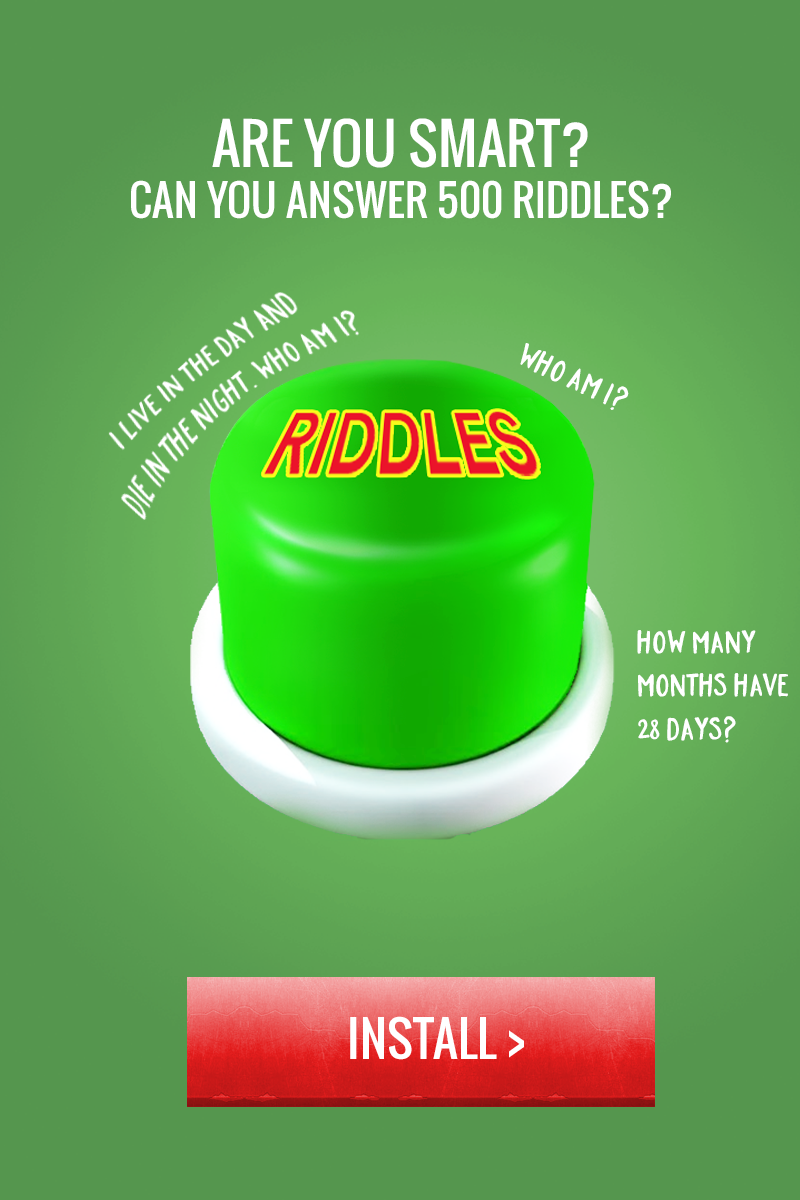 ARE YOU SMART?
CAN YOU ANSWER 500 RIDDLES?
I LIVE IN THE DAY AND
DIE IN THE NIGHT. WHO AM I?
WHO AM I?
RIDDLES
HOW MANY
MONTHS HAVE
28 DAYS?
INSTALL >